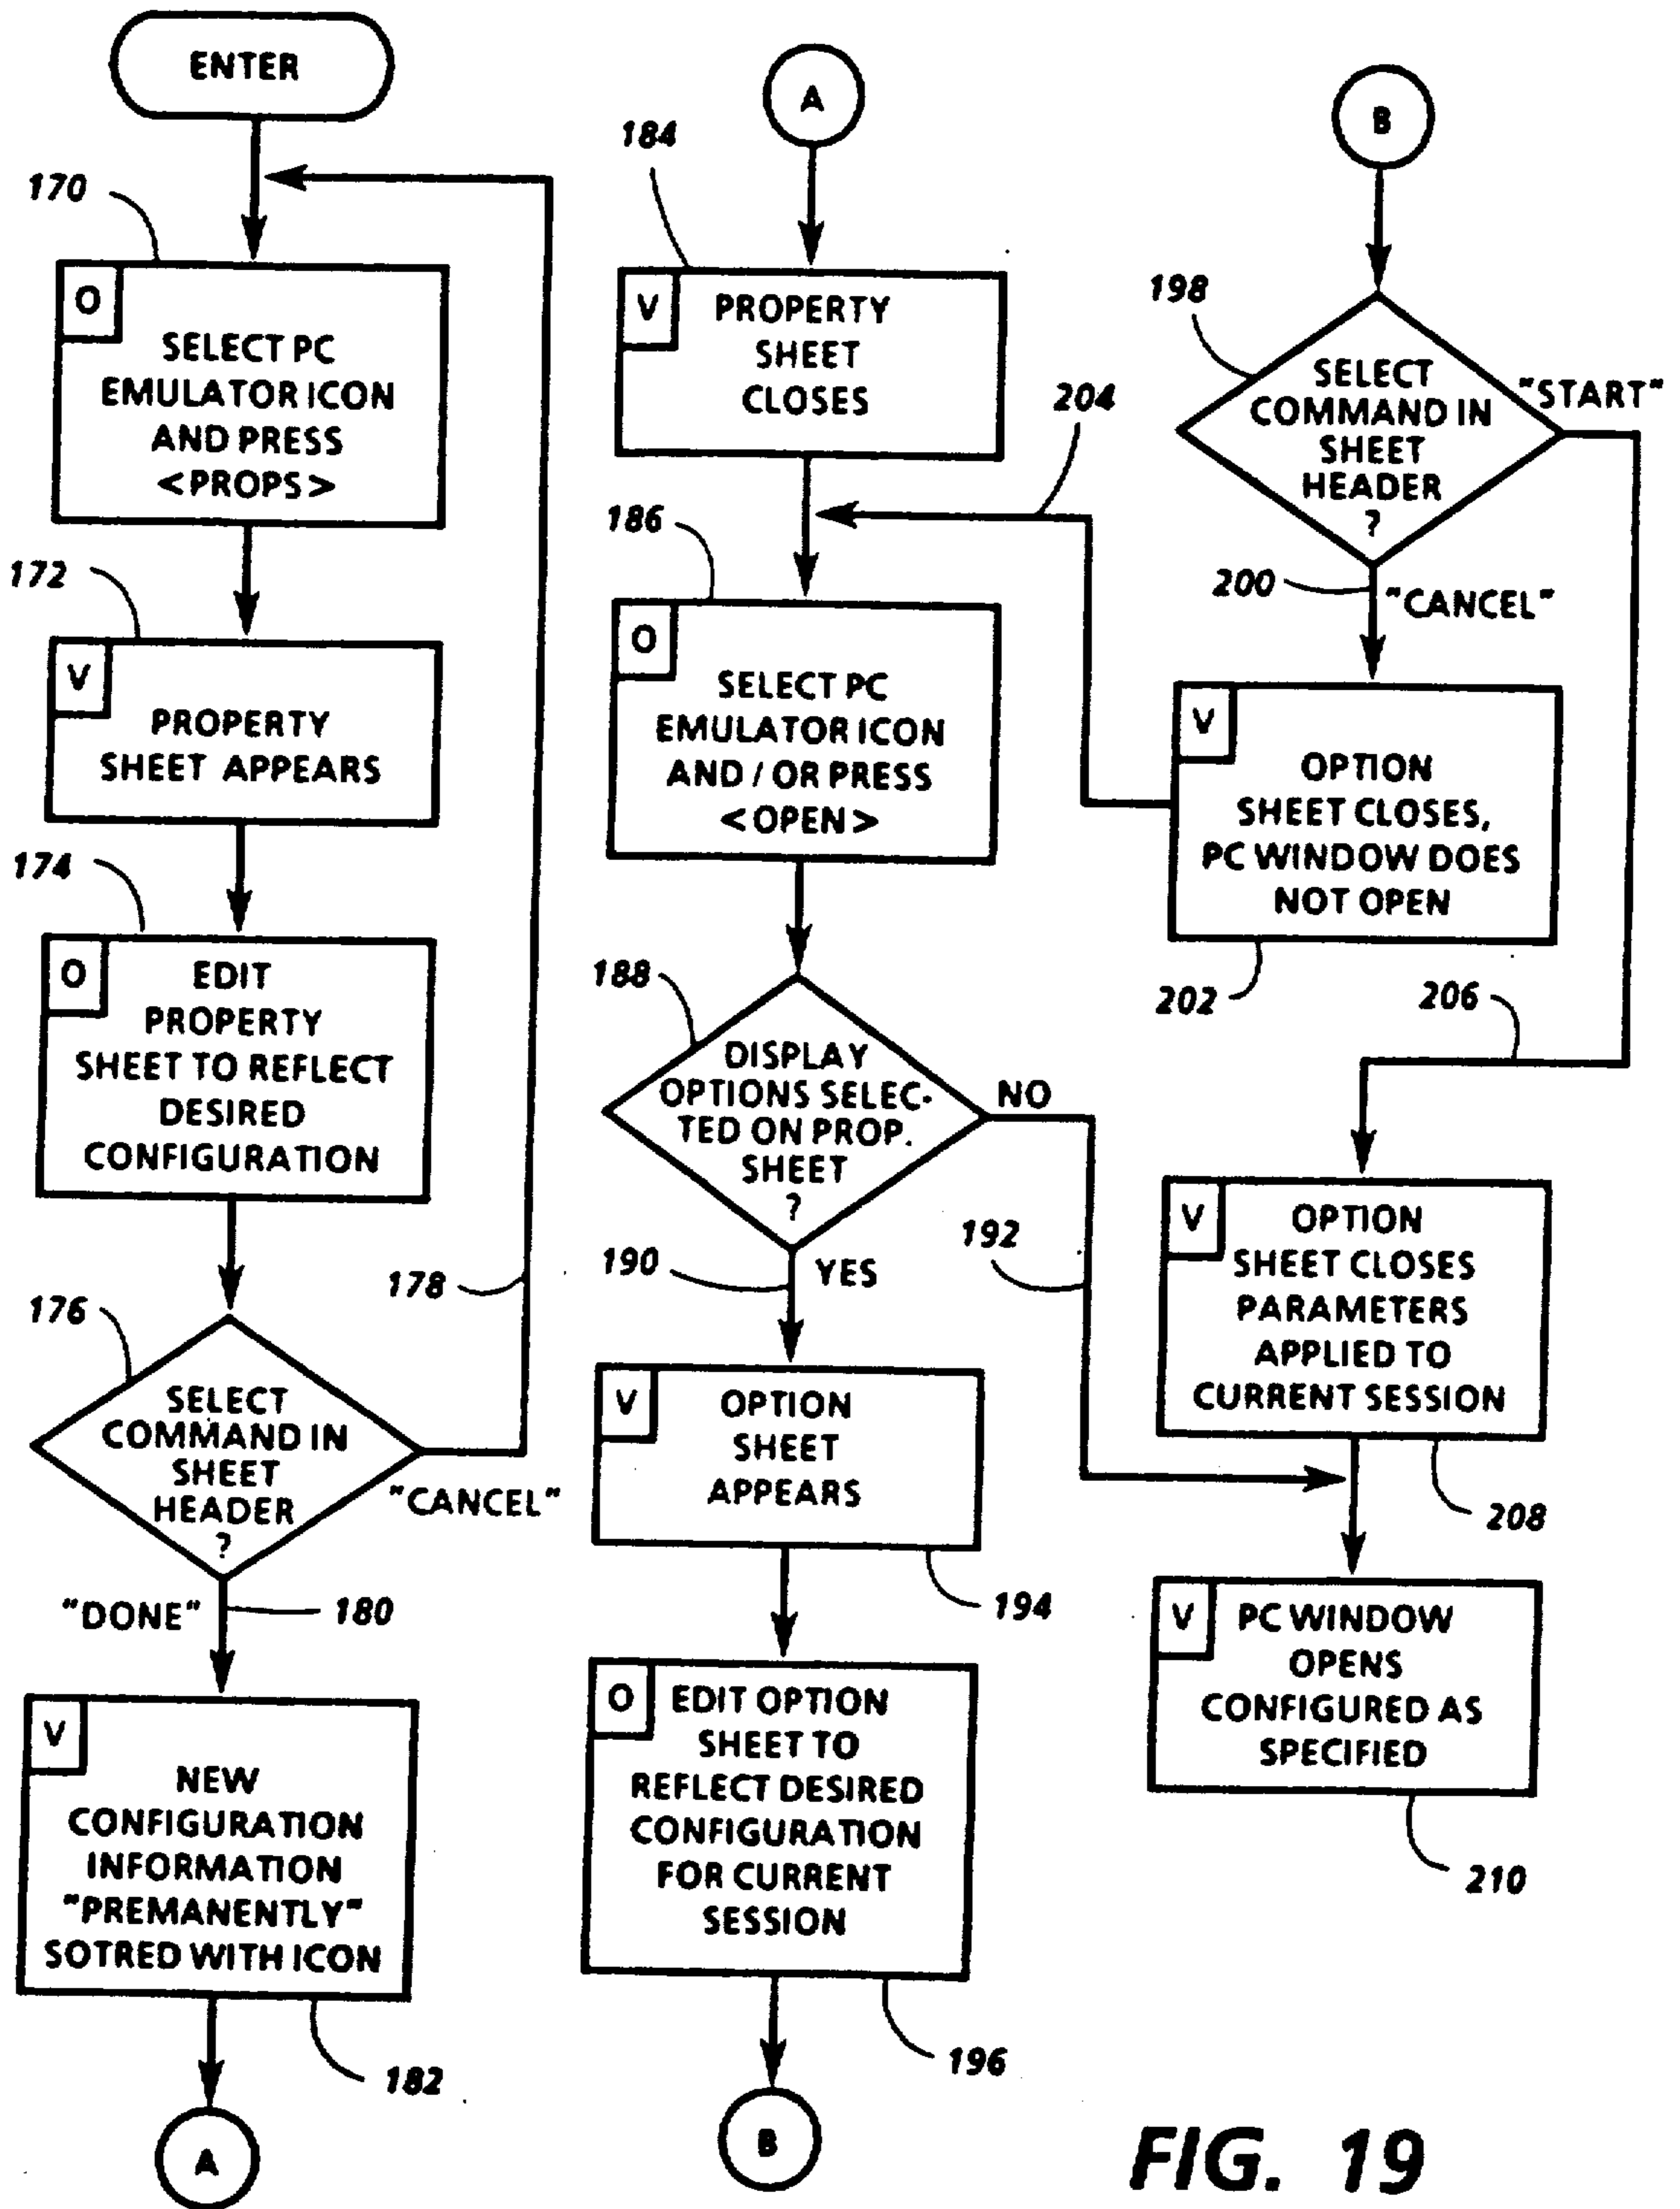 ENTER
170
O
SELECT PC
EMULATOR ICON
AND PRESS
<PROPS>
172
V
PROPERTY
SHEET APPEARS
174
O
EDIT
PROPERTY
SHEET TO REFLECT
DESIRED
CONFIGURATION
176
178
SELECT
COMMAND IN
SHEET
HEADER
?
"CANCEL"
"DONE"
180
V
NEW
CONFIGURATION
INFORMATION
"PREMANENTLY"
SOTRED WITH ICON
182
A
A
184
V
PROPERTY
SHEET
CLOSES
204
186
O
SELECT PC
EMULATOR ICON
AND / OR PRESS
<OPEN>
188
DISPLAY
OPTIONS SELEC-
TED ON PROP.
SHEET
?
NO
190
YES
192
V
OPTION
SHEET
APPEARS
194
O
EDIT OPTION
SHEET TO
REFLECT DESIRED
CONFIGURATION
FOR CURRENT
SESSION
196
B
B
198
SELECT
COMMAND IN
SHEET
HEADER
?
"START"
200
"CANCEL"
V
OPTION
SHEET CLOSES,
PC WINDOW DOES
NOT OPEN
202
206
V
OPTION
SHEET CLOSES
PARAMETERS
APPLIED TO
CURRENT SESSION
208
V
PC WINDOW
OPENS
CONFIGURED AS
SPECIFIED
210
FIG. 19